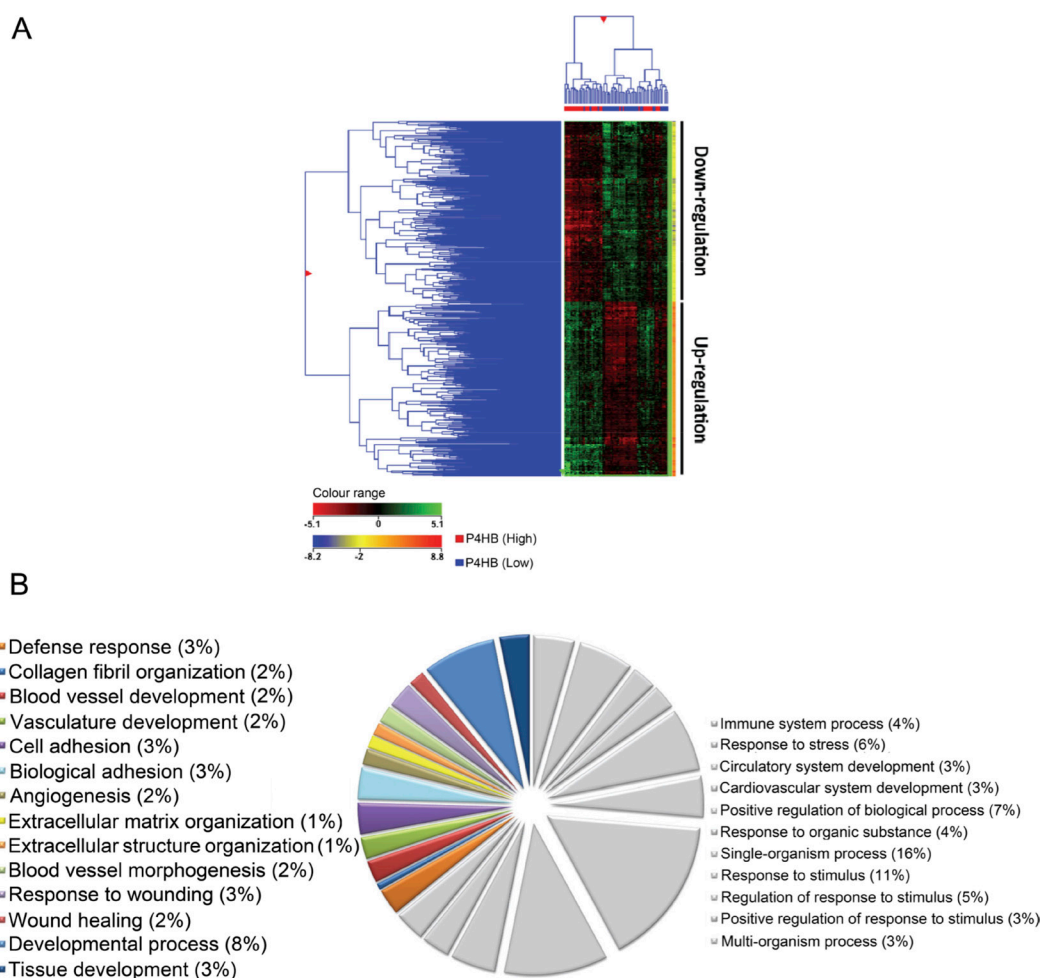 A
Down-regulation
Up-regulation
Colour range
-5.1 0 5.1
-8.2 -2 8.8
P4HB (High)
P4HB (Low)
B
Defense response (3%)
Collagen fibril organization (2%)
Blood vessel development (2%)
Vasculature development (2%)
Cell adhesion (3%)
Biological adhesion (3%)
Angiogenesis (2%)
Extracellular matrix organization (1%)
Extracellular structure organization (1%)
Blood vessel morphogenesis (2%)
Response to wounding (3%)
Wound healing (2%)
Developmental process (8%)
Tissue development (3%)
Immune system process (4%)
Response to stress (6%)
Circulatory system development (3%)
Cardiovascular system development (3%)
Positive regulation of biological process (7%)
Response to organic substance (4%)
Single-organism process (16%)
Response to stimulus (11%)
Regulation of response to stimulus (5%)
Positive regulation of response to stimulus (3%)
Multi-organism process (3%)